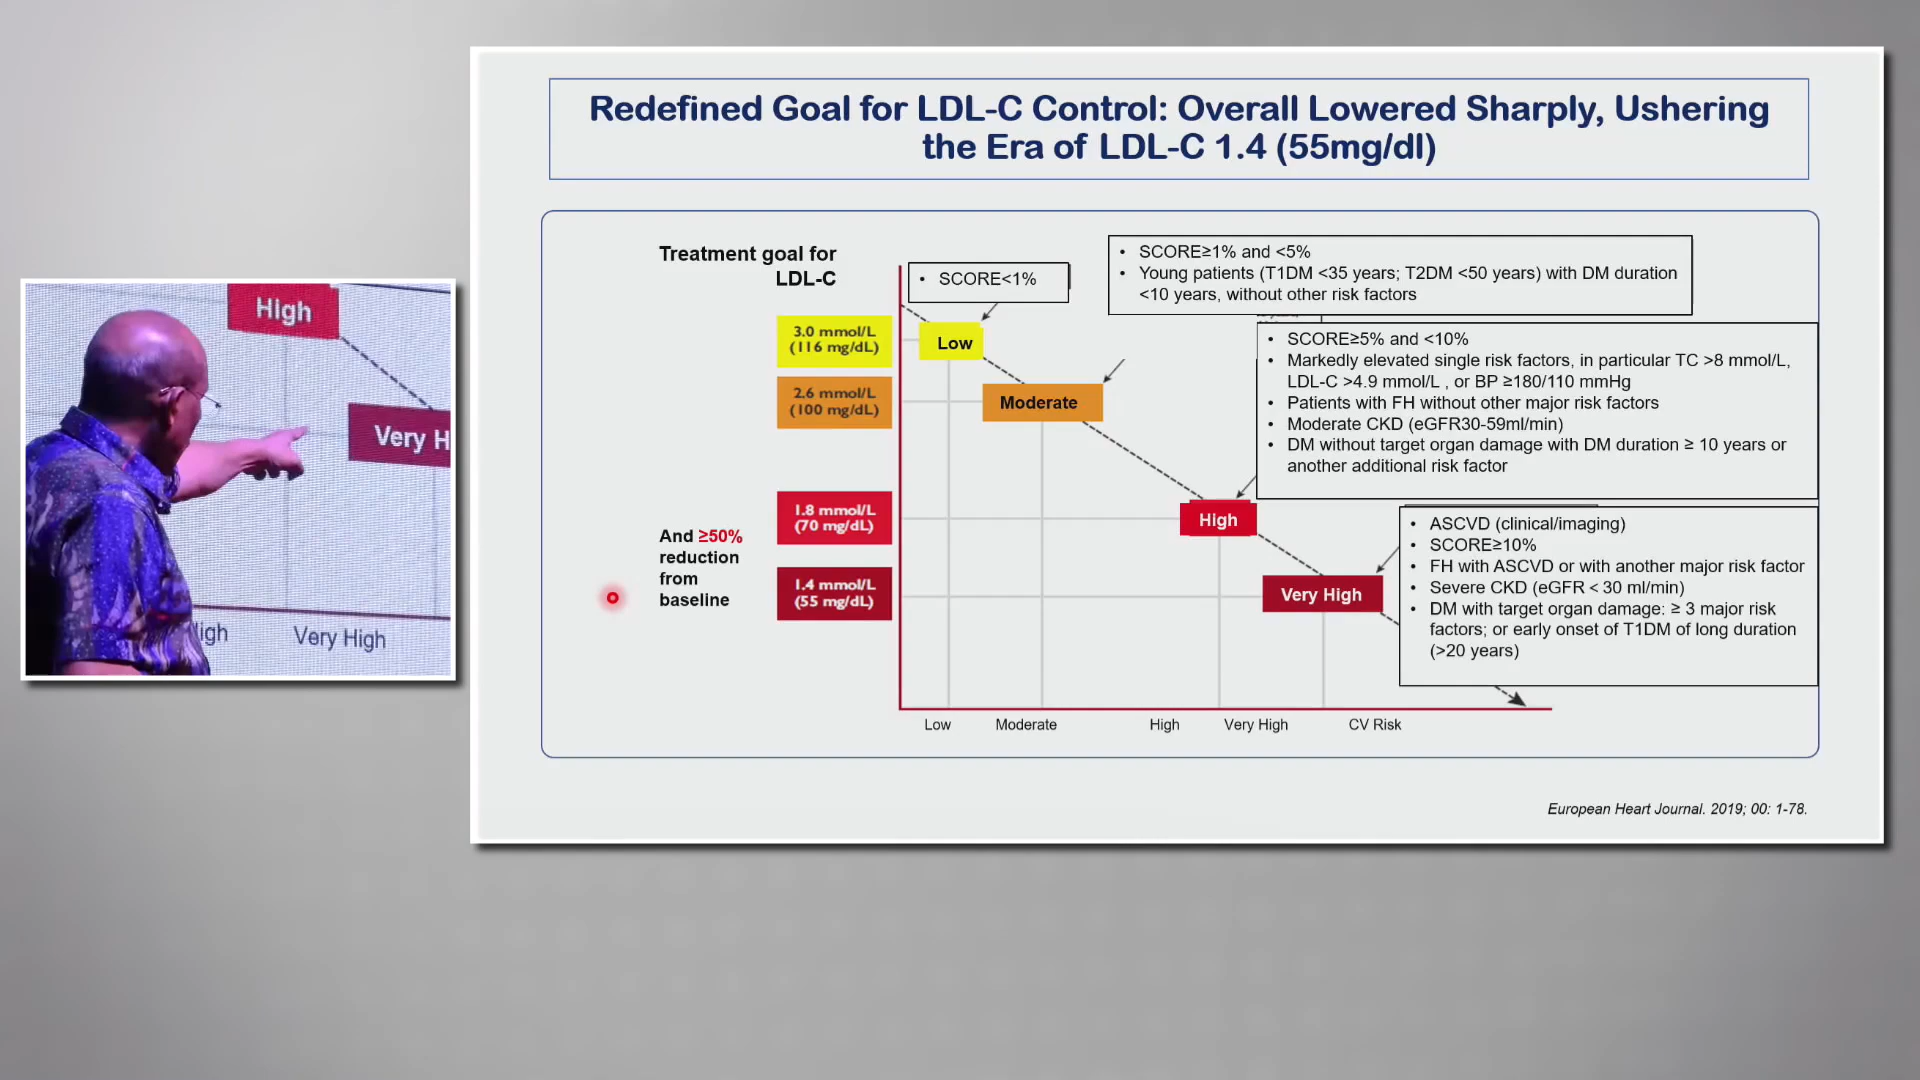 Redefined Goal for LDL-C Control: Overall Lowered Sharply, Ushering
the Era of LDL-C 1.4 (55mg/dl)
Treatment goal for
LDL-C
3.0 mmol/L
(116 mg/dL)
2.6 mmol/L
(100 mg/dL)
1.8 mmol/L
(70 mg/dL)
1.4 mmol/L
(55 mg/dL)
And ≥50%
reduction
from
baseline
• SCORE<1%
• SCORE≥1% and <5%
• Young patients (T1DM <35 years; T2DM <50 years) with DM duration
<10 years, without other risk factors
• SCORE≥5% and <10%
• Markedly elevated single risk factors, in particular TC >8 mmol/L,
LDL-C >4.9 mmol/L , or BP ≥180/110 mmHg
• Patients with FH without other major risk factors
• Moderate CKD (eGFR30-59ml/min)
• DM without target organ damage with DM duration ≥ 10 years or
another additional risk factor
• ASCVD (clinical/imaging)
• SCORE≥10%
• FH with ASCVD or with another major risk factor
• Severe CKD (eGFR < 30 ml/min)
• DM with target organ damage: ≥ 3 major risk
factors; or early onset of T1DM of long duration
(>20 years)
Low
Moderate
High
Very High
Low Moderate High Very High CV Risk
European Heart Journal. 2019; 00: 1-78.
High
Very H
igh Very High